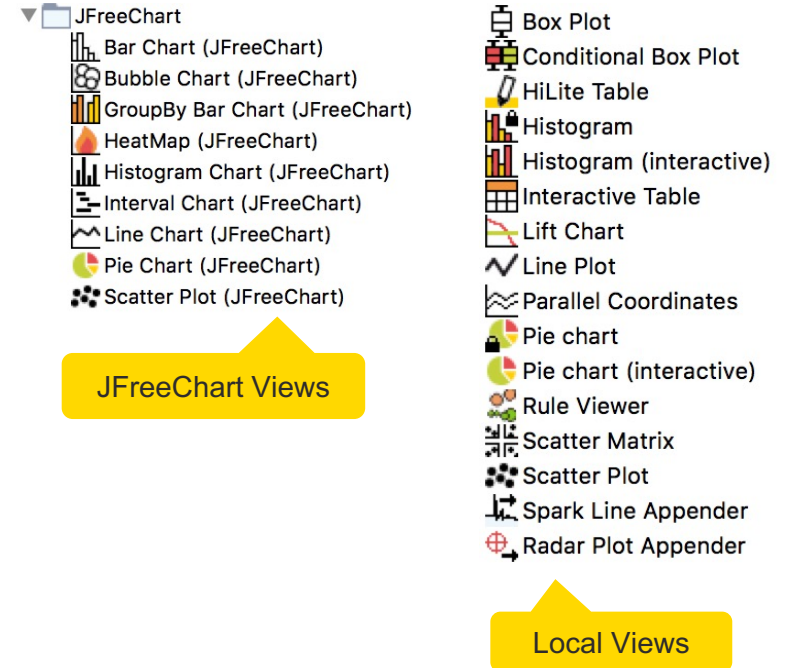 JFreeChart
Bar Chart (JFreeChart)
Bubble Chart (JFreeChart)
GroupBy Bar Chart (JFreeChart)
HeatMap (JFreeChart)
Histogram Chart (JFreeChart)
Interval Chart (JFreeChart)
Line Chart (JFreeChart)
Pie Chart (JFreeChart)
Scatter Plot (JFreeChart)
JFreeChart Views
Box Plot
Conditional Box Plot
HiLite Table
Histogram
Histogram (interactive)
Interactive Table
Lift Chart
Line Plot
Parallel Coordinates
Pie chart
Pie chart (interactive)
Rule Viewer
Scatter Matrix
Scatter Plot
Spark Line Appender
Radar Plot Appender
Local Views